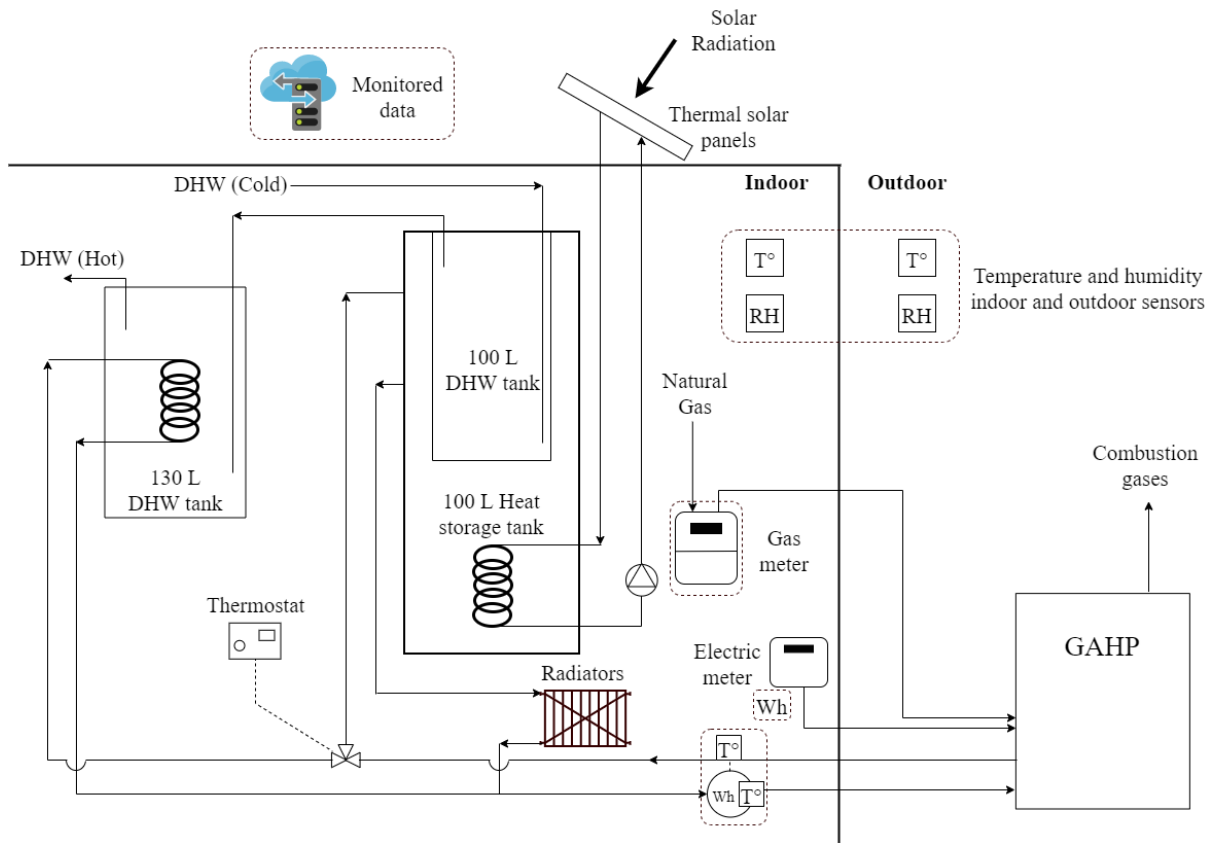 Solar
Radiation
Monitored
data
Thermal solar
panels
DHW (Cold)
Indoor
Outdoor
DHW (Hot)
T°
T°
RH
RH
Temperature and humidity
indoor and outdoor sensors
100 L
DHW tank
Natural
Gas
130 L
DHW tank
100 L Heat
storage tank
Gas
meter
Combustion
gases
Thermostat
Electric
meter
Wh
GAHP
Radiators
T°
Wh
T°